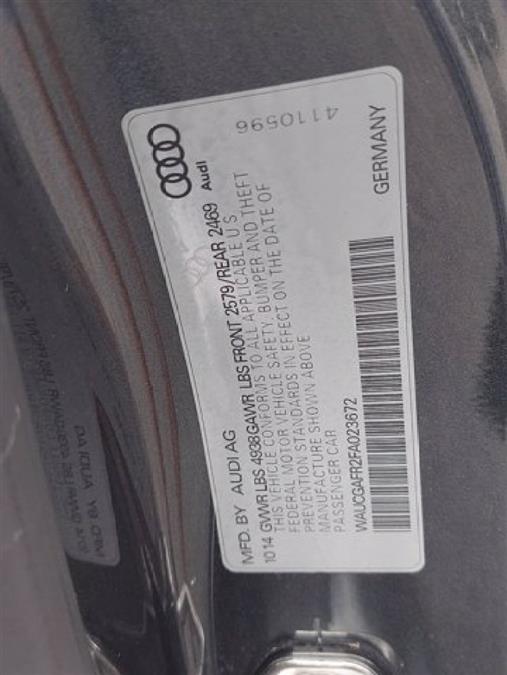 Audi
4110596
MFD. BY AUDI AG
10 14 GVWR LBS 4938 GAWR LBS FRONT 2579/REAR 2469
THIS VEHICLE CONFORMS TO ALL APPLICABLE U S
FEDERAL MOTOR VEHICLE SAFETY, BUMPER AND THEFT
PREVENTION STANDARDS IN EFFECT ON THE DATE OF
MANUFACTURE SHOWN ABOVE
PASSENGER CAR
WAUCGAFR2FA023672
GERMANY